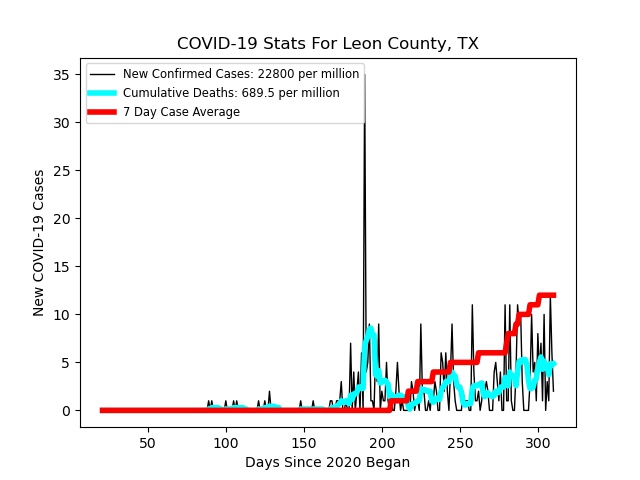 COVID-19 Stats For Leon County, TX
New Confirmed Cases: 22800 per million
Cumulative Deaths: 689.5 per million
7 Day Case Average
New COVID-19 Cases
35
30
25
20
15
10
5
0
50 100 150 200 250 300
Days Since 2020 Began